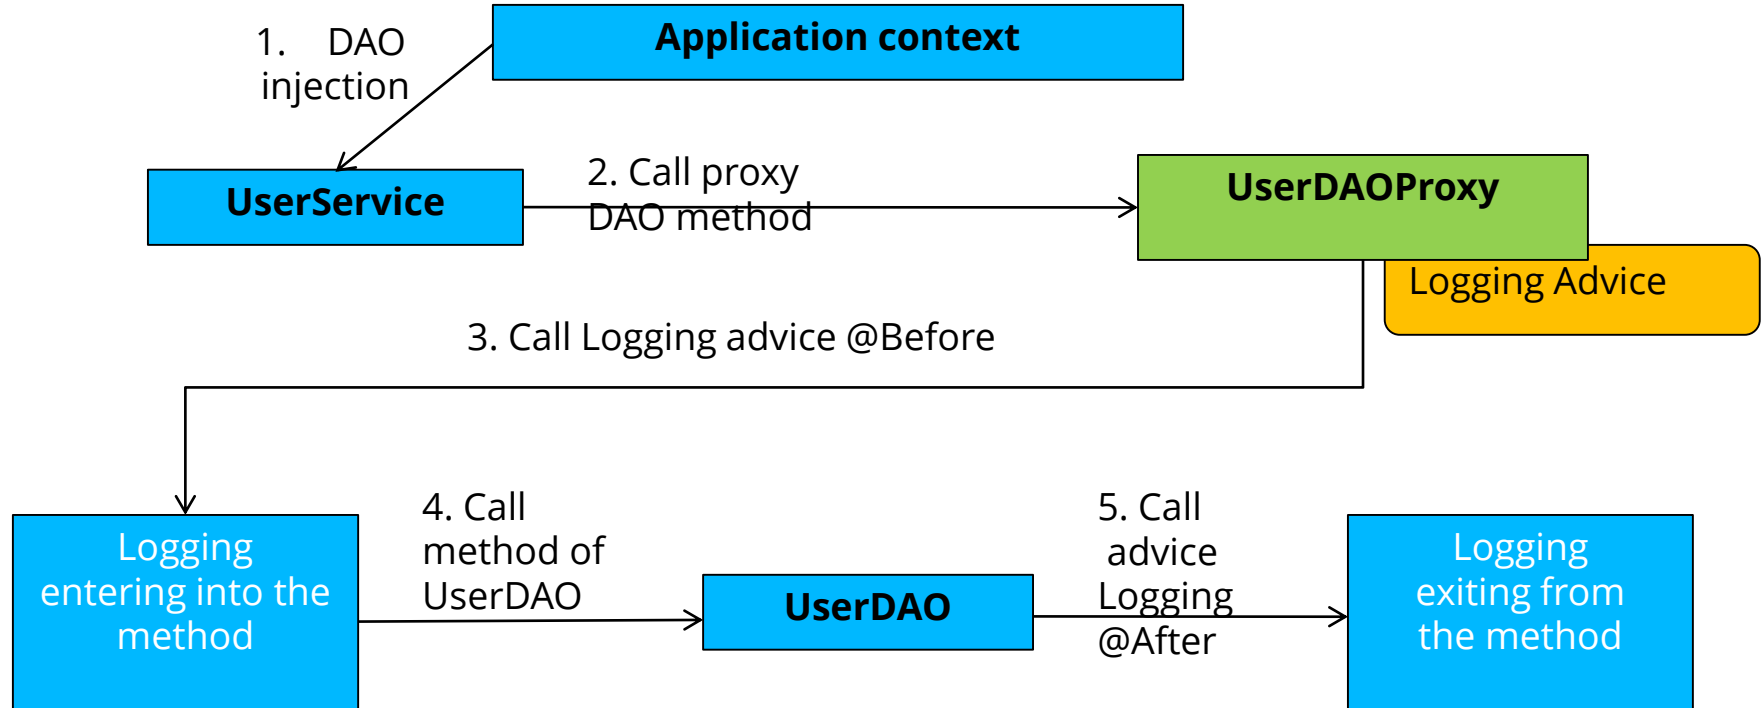 Application context
1. DAO
injection
UserService
2. Call proxy
DAO method
UserDAOProxy
Logging Advice
3. Call Logging advice @Before
Logging
entering into the
method
4. Call
method of
UserDAO
UserDAO
5. Call
advice
Logging
@After
Logging
exiting from
the method